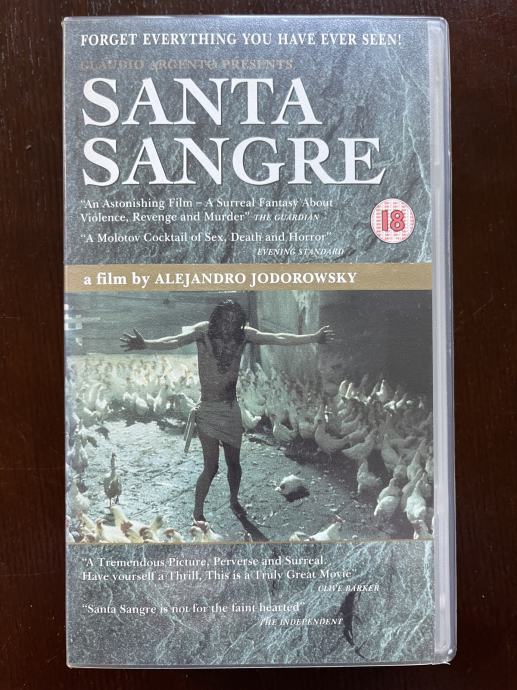 FORGET EVERYTHING YOU HAVE EVER SEEN!
CLAUDIO ARGENTO PRESENTS
SANTA
SANGRE
"An Astonishing Film – A Surreal Fantasy About
Violence, Revenge and Murder" THE GUARDIAN
18
"A Molotov Cocktail of Sex, Death and Horror"
EVENING STANDARD
a film by ALEJANDRO JODOROWSKY
"A Tremendous Picture, Perverse and Surreal.
Have yourself a Thrill, This is a Truly Great Movie"
CLIVE BARKER
"Santa Sangre is not for the faint hearted"
THE INDEPENDENT